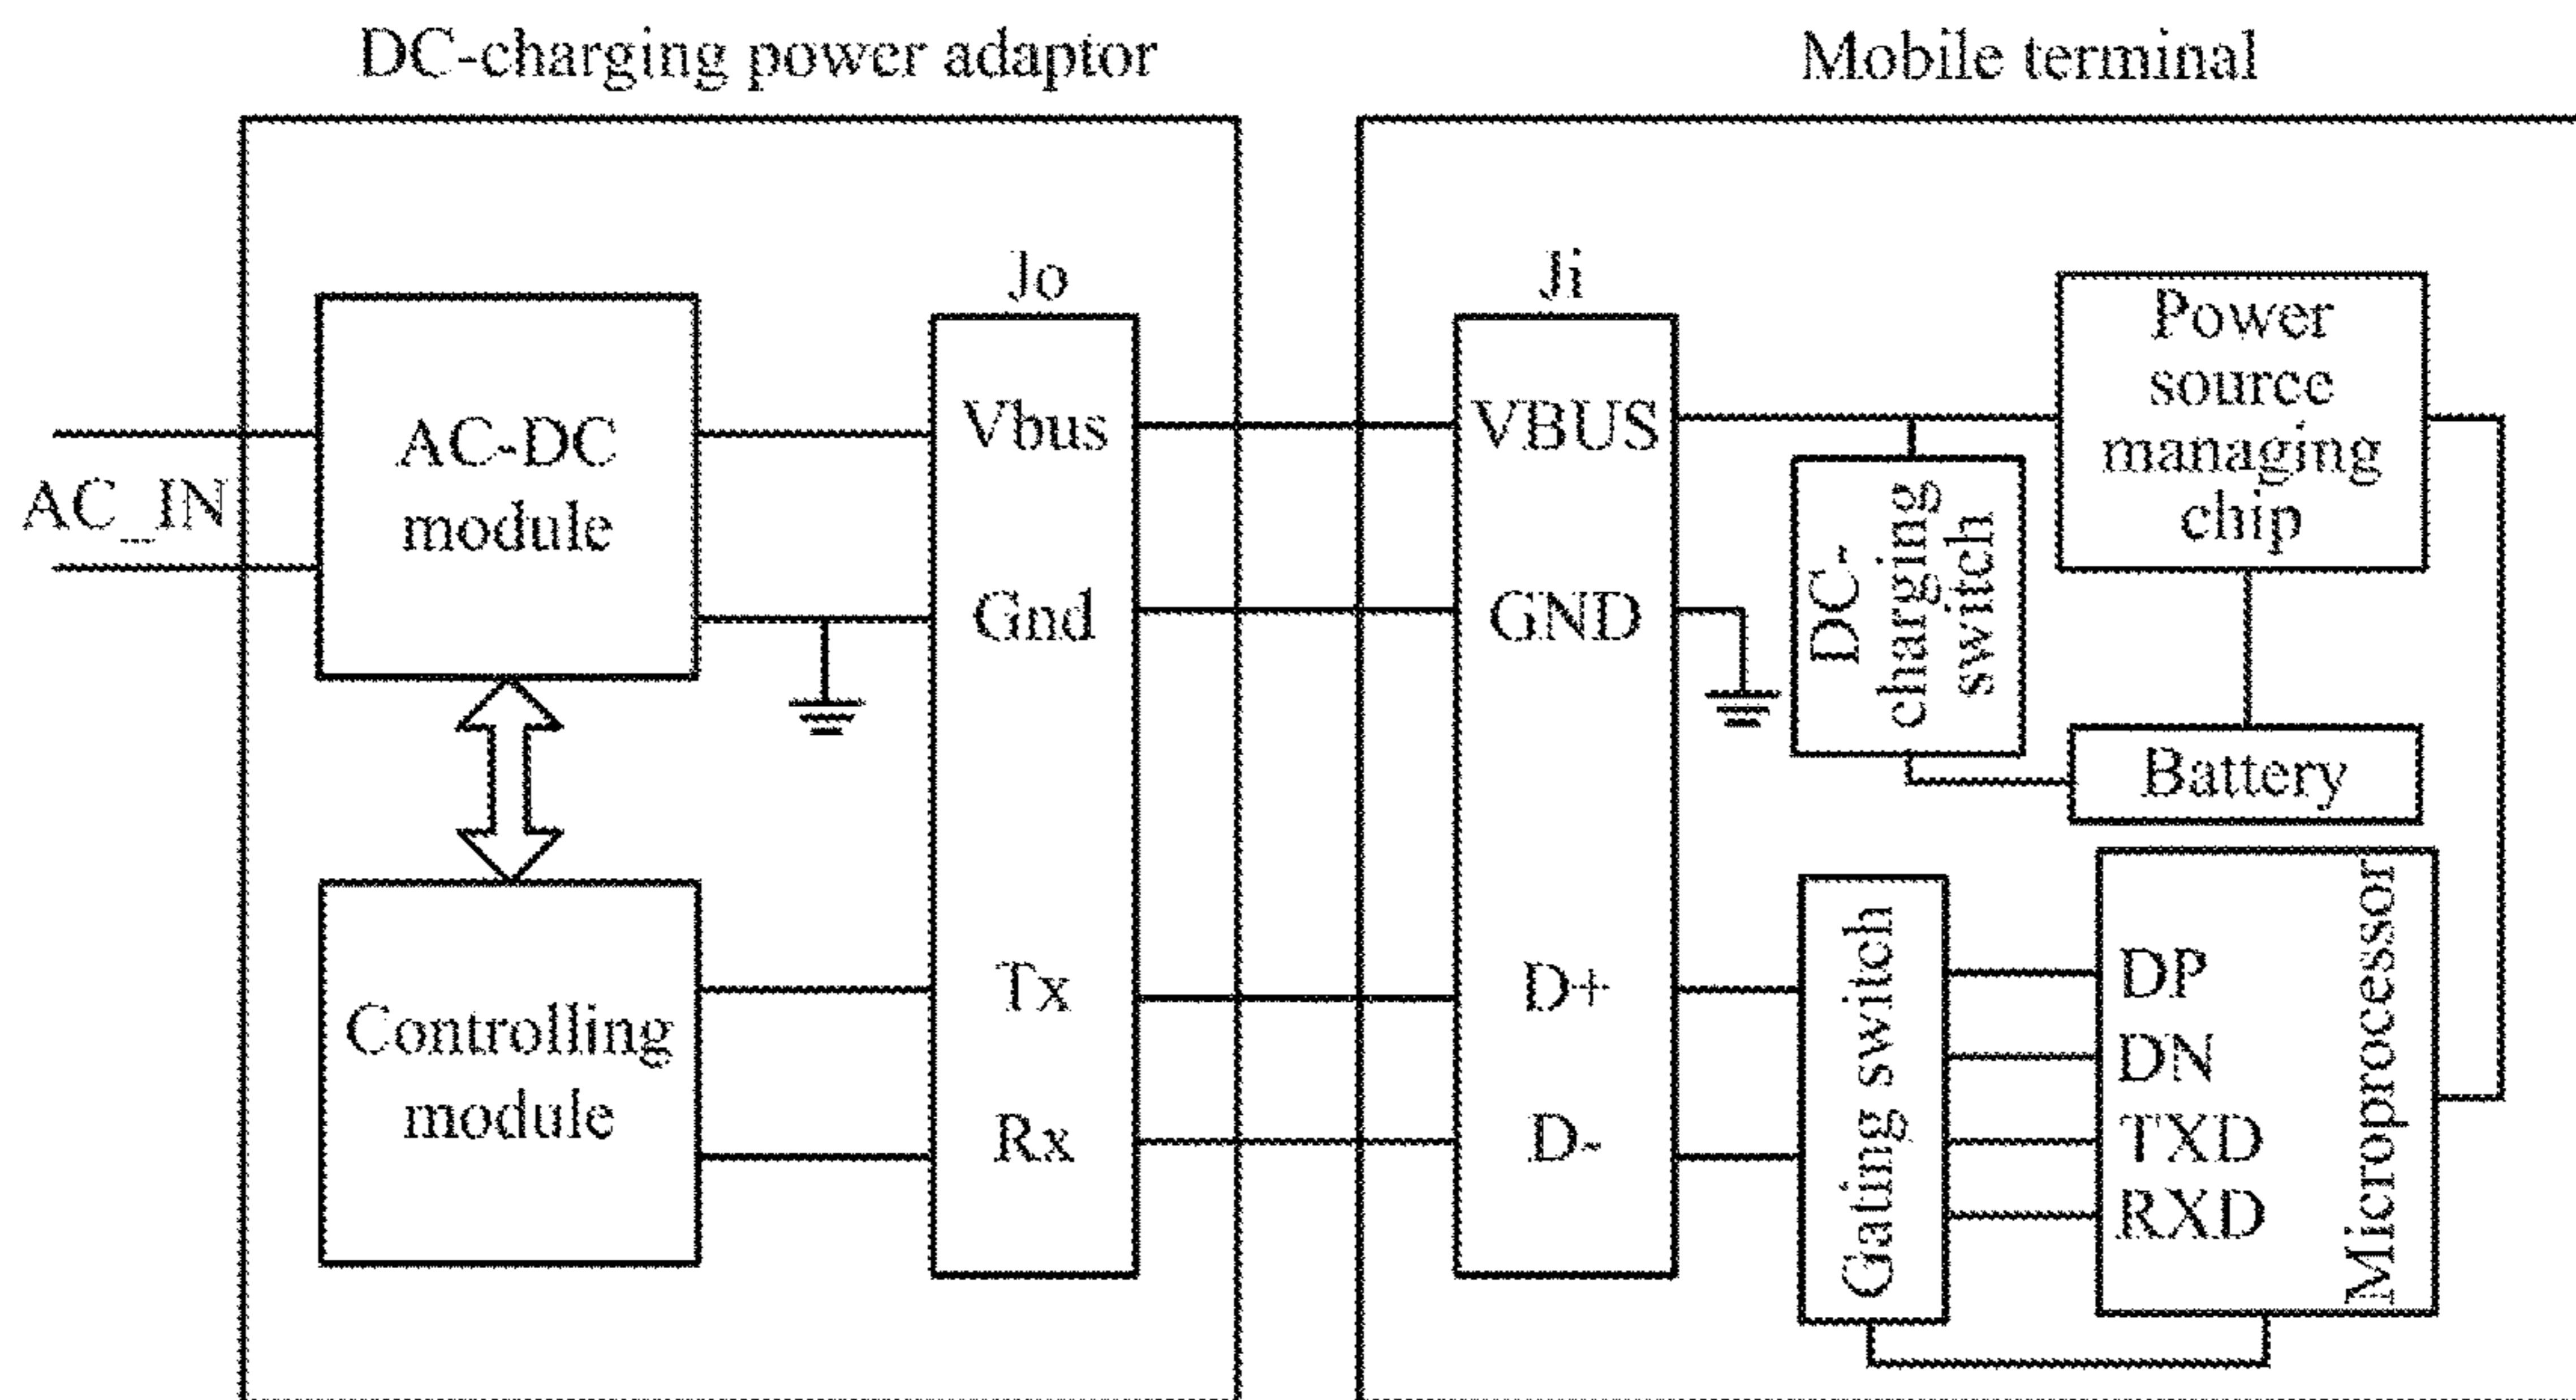 DC-charging power adaptor
Mobile terminal
AC_IN
AC-DC
module
Controlling
module
Jo
Vbus
Gnd
Tx
Rx
Ji
VBUS
GND
D+
D-
DC-
charging
switch
Power
source
managing
chip
Battery
Gating switch
DP
DN
TXD
RXD
Microprocessor